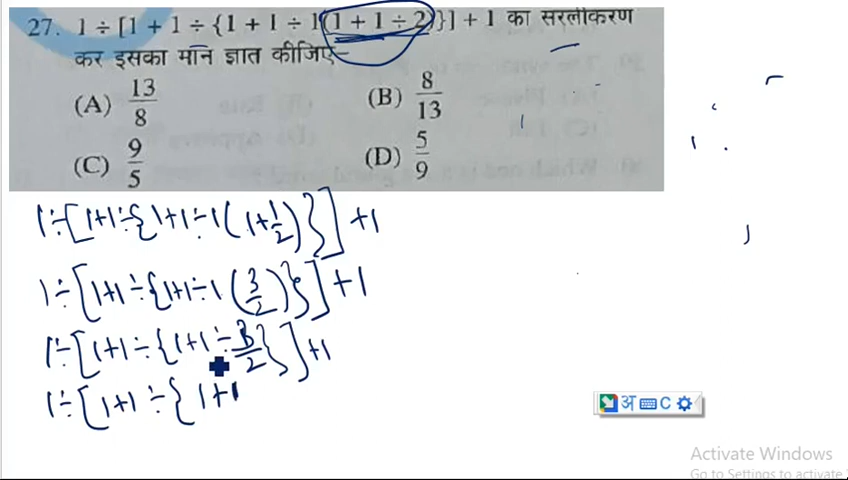 27. 1 ÷ [1 + 1 ÷ {1 + 1 ÷ 1(1 + 1 ÷ 2)}] + 1 का सरलीकरण
कर इसका मान ज्ञात कीजिए–
(A) 13/8 (B) 8/13
(C) 9/5 (D) 5/9
1÷[1+1÷{1+1÷1(1+1/2)}]+1
1÷[1+1÷{1+1÷1(3/2)}]+1
1÷[1+1÷{1+1÷3/2}]+1
1÷[1+1÷{1+1
अ C
Activate Windows
Go to Settings to activate